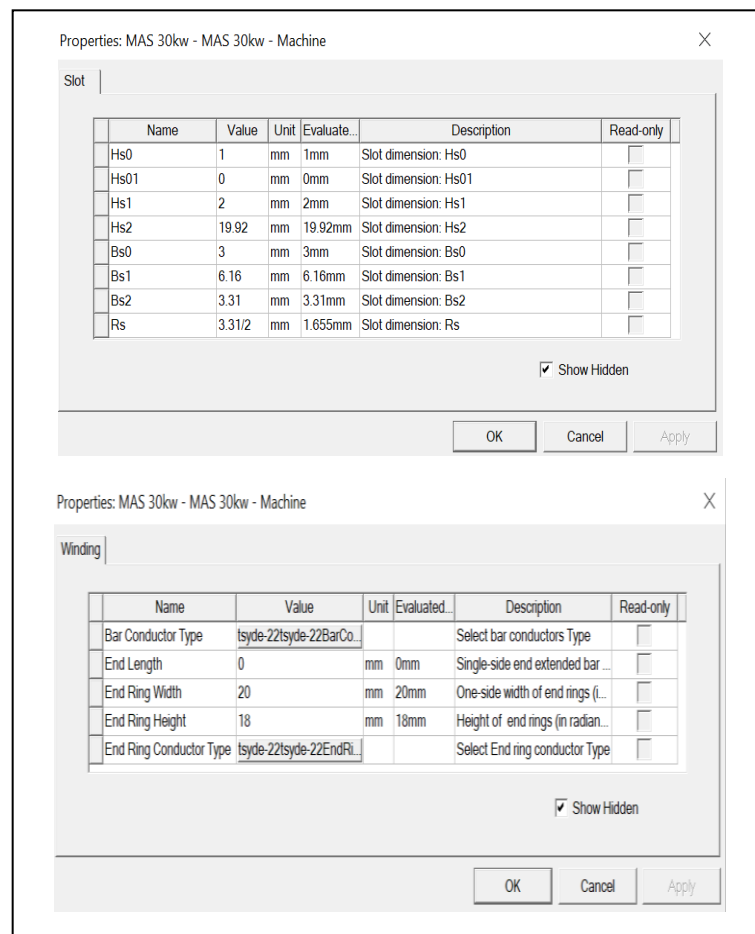 Properties: MAS 30kw - MAS 30kw - Machine X
Slot
Name Value Unit Evaluate... Description Read-only
Hs0 1 mm 1mm Slot dimension: Hs0
Hs01 0 mm 0mm Slot dimension: Hs01
Hs1 2 mm 2mm Slot dimension: Hs1
Hs2 19.92 mm 19.92mm Slot dimension: Hs2
Bs0 3 mm 3mm Slot dimension: Bs0
Bs1 6.16 mm 6.16mm Slot dimension: Bs1
Bs2 3.31 mm 3.31mm Slot dimension: Bs2
Rs 3.31/2 mm 1.655mm Slot dimension: Rs
Show Hidden
OK Cancel Apply
Properties: MAS 30kw - MAS 30kw - Machine X
Winding
Name Value Unit Evaluated... Description Read-only
Bar Conductor Type tsyde-22tsyde-22BarCo... Select bar conductors Type
End Length 0 mm 0mm Single-side end extended bar ...
End Ring Width 20 mm 20mm One-side width of end rings (i...
End Ring Height 18 mm 18mm Height of end rings (in radian...
End Ring Conductor Type tsyde-22tsyde-22EndRi... Select End ring conductor Type
Show Hidden
OK Cancel Apply